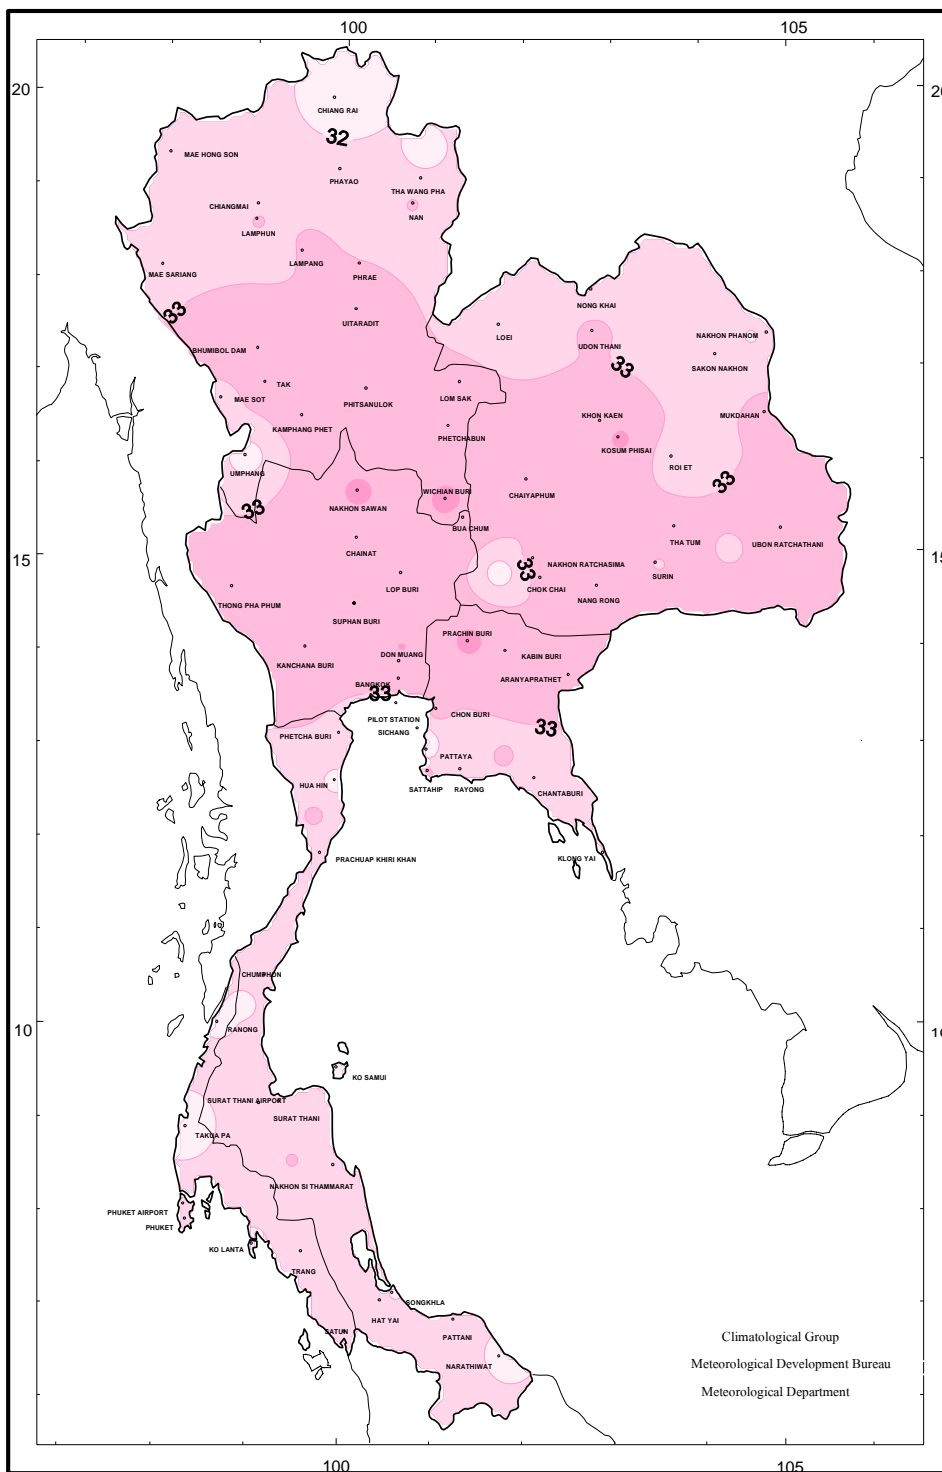 100
105
20
20
CHIANG RAI
32
MAE HONG SON
PHAYAO
THA WANG PHA
CHIANGMAI
NAN
LAMPHUN
LAMPANG
MAE SARIANG
PHRAE
NONG KHAI
33
UITARADIT
LOEI
UDON THANI
NAKHON PHANOM
BHUMIBOL DAM
33
SAKON NAKHON
TAK
MAE SOT
PHITSANULOK
LOM SAK
KHON KAEN
MUKDAHAN
KAMPHANG PHET
PHETCHABUN
KOSUM PHISAI
UMPHANG
ROI ET
33
WICHIAN BURI
CHAIYAPHUM
33
NAKHON SAWAN
BUA CHUM
15
15
CHAINAT
THA TUM
UBON RATCHATHANI
33
NAKHON RATCHASIMA
SURIN
LOP BURI
CHOK CHAI
NANG RONG
THONG PHA PHUM
SUPHAN BURI
PRACHIN BURI
DON MUANG
KABIN BURI
KANCHANA BURI
ARANYAPRATHET
BANGKOK
33
CHON BURI
PILOT STATION
33
SICHANG
PHETCHA BURI
PATTAYA
HUA HIN
SATTAHIP
RAYONG
CHANTABURI
PRACHUAP KHIRI KHAN
KLONG YAI
CHUMPHON
10
10
RANONG
KO SAMUI
SURAT THANI AIRPORT
SURAT THANI
TAKUA PA
NAKHON SI THAMMARAT
PHUKET AIRPORT
PHUKET
KO LANTA
TRANG
SONGKHLA
HAT YAI
SATUN
PATTANI
Climatological Group
NARATHIWAT
Meteorological Development Bureau
Meteorological Department
100
105